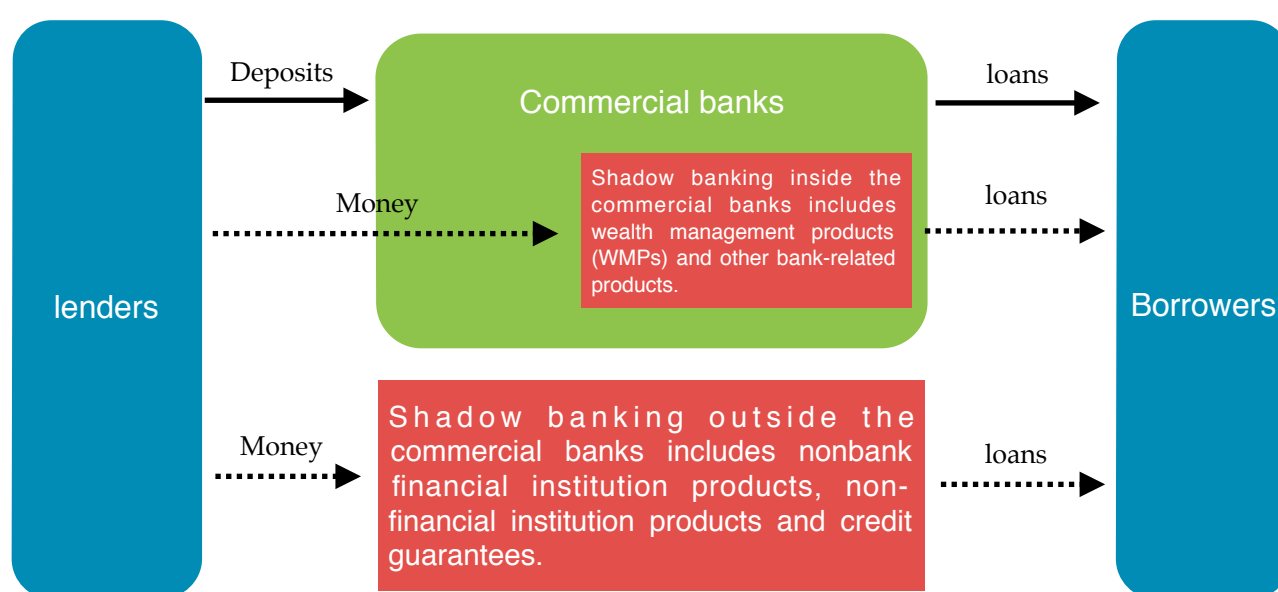 Deposits
Commercial banks
loans
Money
Shadow banking inside the
commercial banks includes
wealth management products
(WMPs) and other bank-related
products.
loans
lenders
Borrowers
Money
Shadow banking outside the
commercial banks includes nonbank
financial institution products, non-
financial institution products and credit
guarantees.
loans